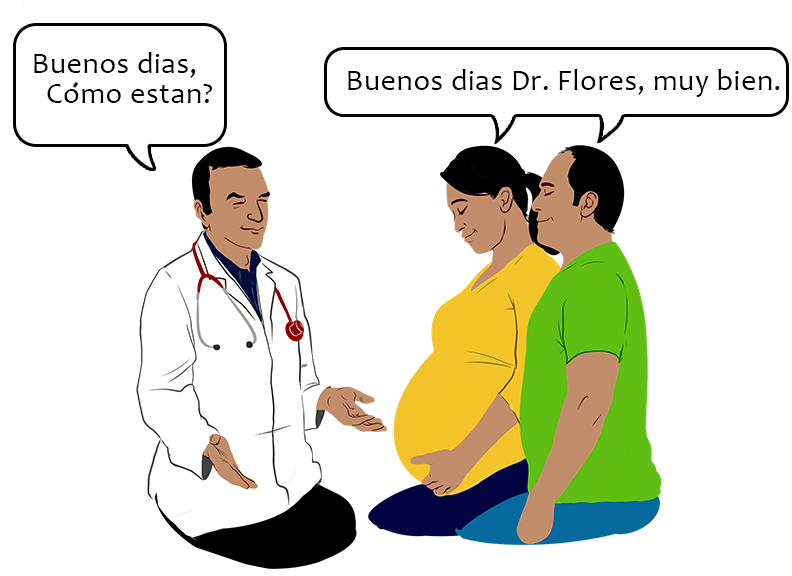 Buenos dias,
Cómo estan?
Buenos dias Dr. Flores, muy bien.